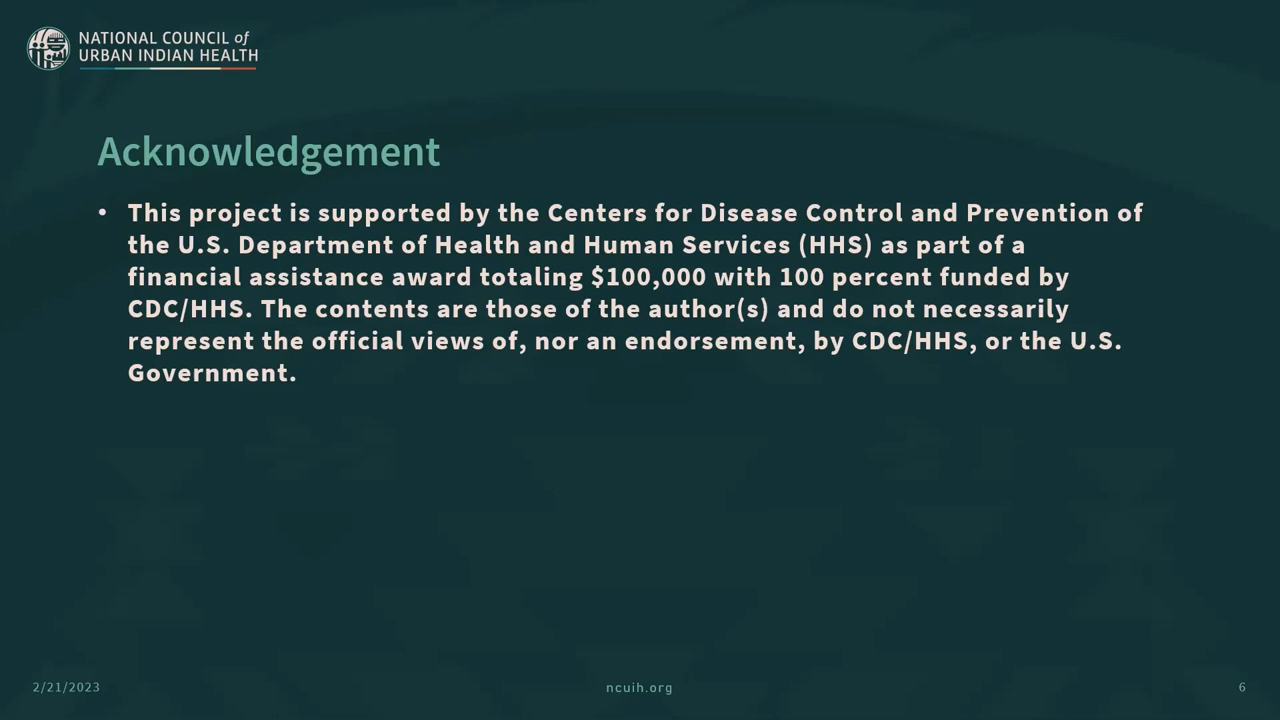 NATIONAL COUNCIL of
URBAN INDIAN HEALTH
Acknowledgement
• This project is supported by the Centers for Disease Control and Prevention of
the U.S. Department of Health and Human Services (HHS) as part of a
financial assistance award totaling $100,000 with 100 percent funded by
CDC/HHS. The contents are those of the author(s) and do not necessarily
represent the official views of, nor an endorsement, by CDC/HHS, or the U.S.
Government.
2/21/2023
ncuih.org
6